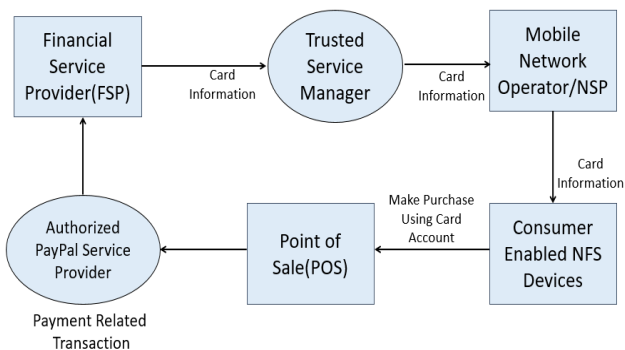 Financial
Service
Provider(FSP)
Card
Information
Trusted
Service
Manager
Card
Information
Mobile
Network
Operator/NSP
Card
Information
Consumer
Enabled NFS
Devices
Make Purchase
Using Card
Account
Point of
Sale(POS)
Authorized
PayPal Service
Provider
Payment Related
Transaction